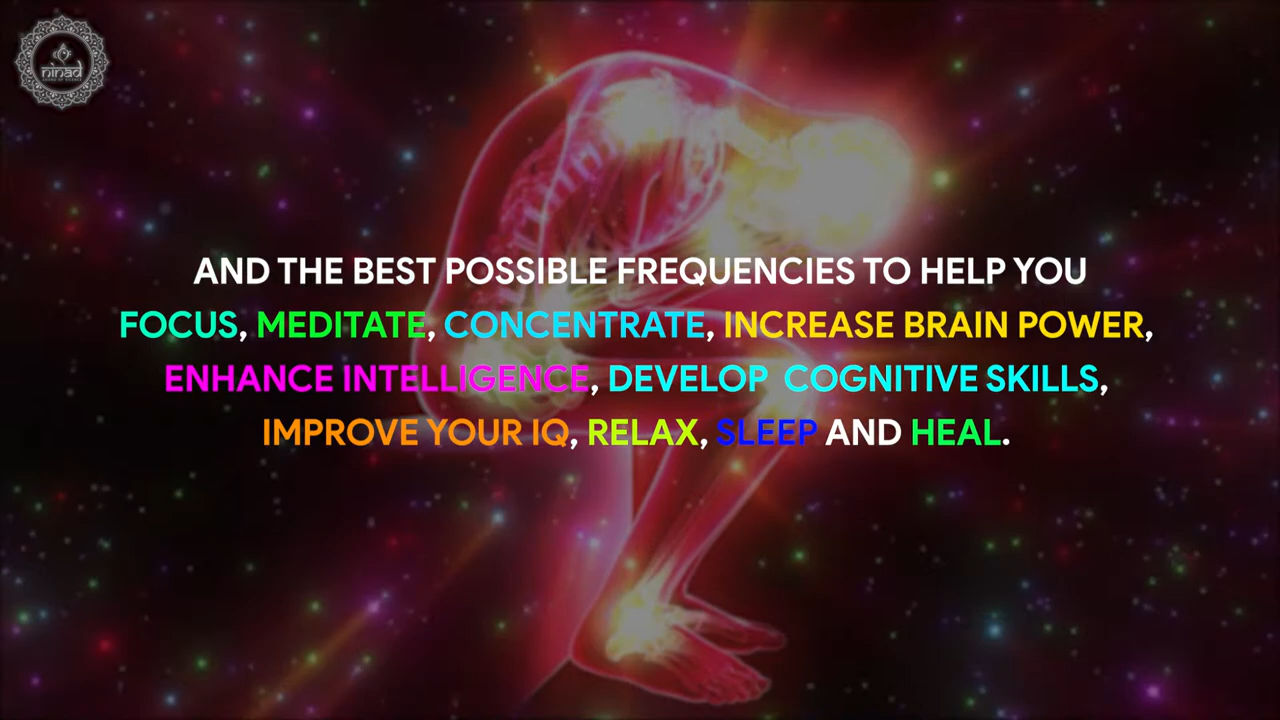 ninad
AND THE BEST POSSIBLE FREQUENCIES TO HELP YOU
FOCUS, MEDITATE, CONCENTRATE, INCREASE BRAIN POWER,
ENHANCE INTELLIGENCE, DEVELOP COGNITIVE SKILLS,
IMPROVE YOUR IQ, RELAX, SLEEP AND HEAL.